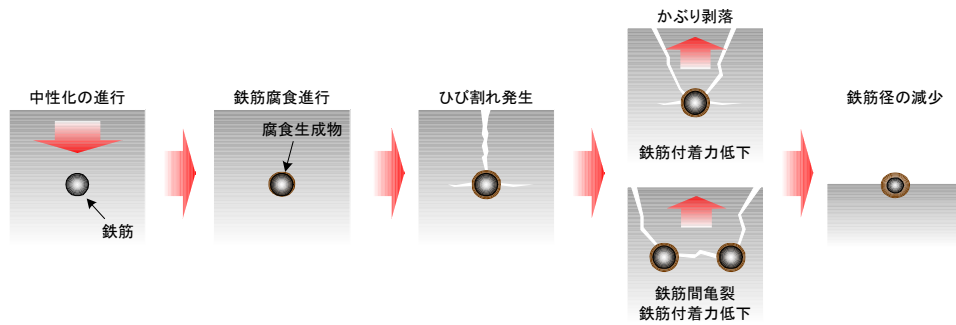 中性化の進行
鉄筋
鉄筋腐食進行
腐食生成物
ひび割れ発生
かぶり剥落
鉄筋付着力低下
鉄筋間亀裂
鉄筋付着力低下
鉄筋径の減少